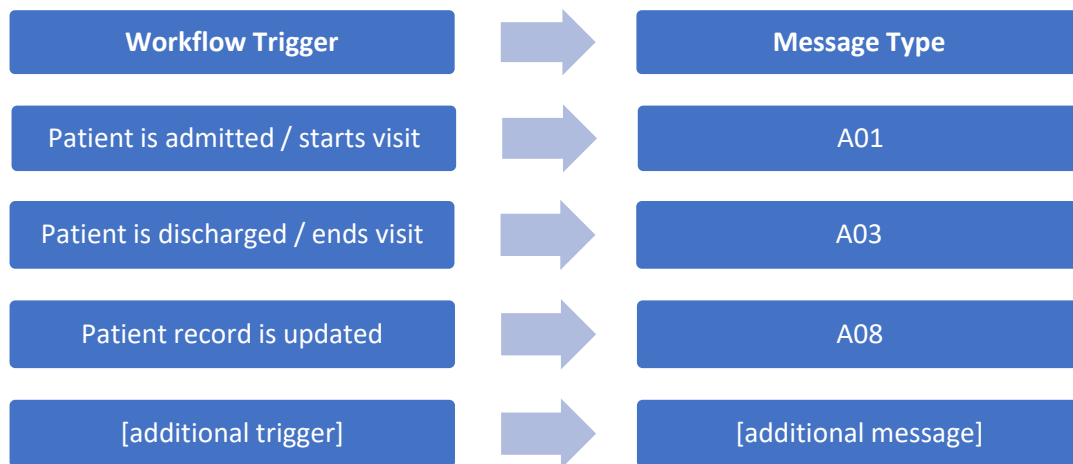 Workflow Trigger
Message Type
Patient is admitted / starts visit
A01
Patient is discharged / ends visit
A03
Patient record is updated
A08
[additional trigger]
[additional message]